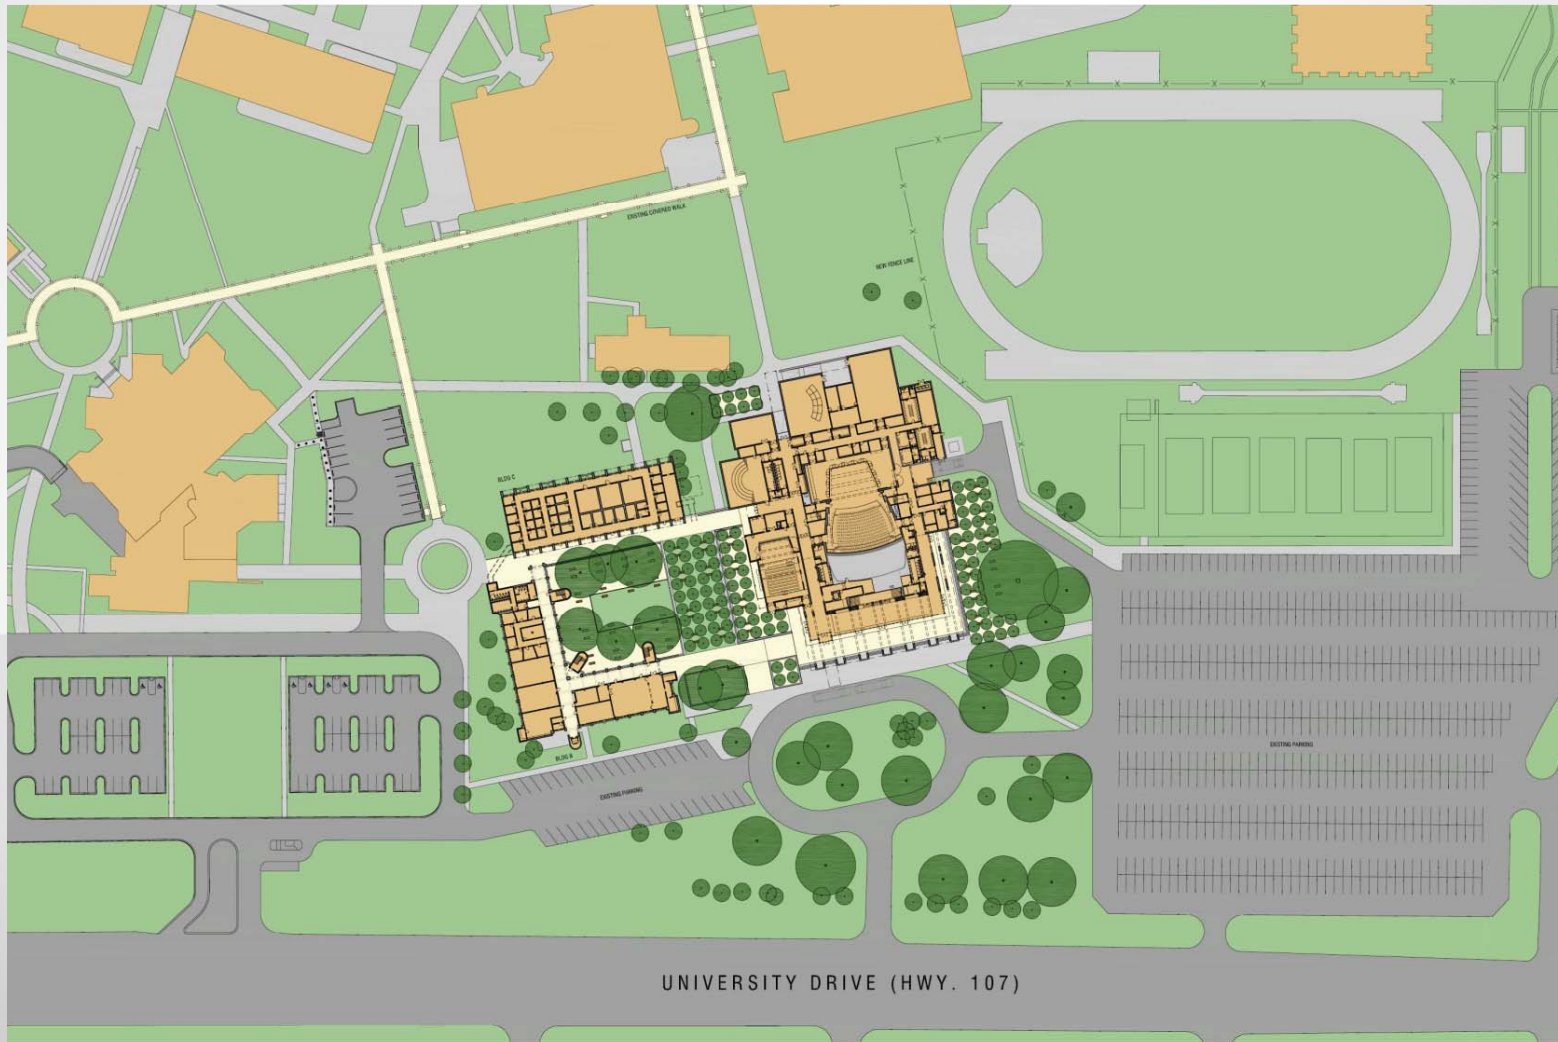 EXISTING COVERED WALK
NEW FENCE LINE
BLDG C
EXISTING PARKING
BLDG B
EXISTING PARKING
UNIVERSITY DRIVE (HWY. 107)